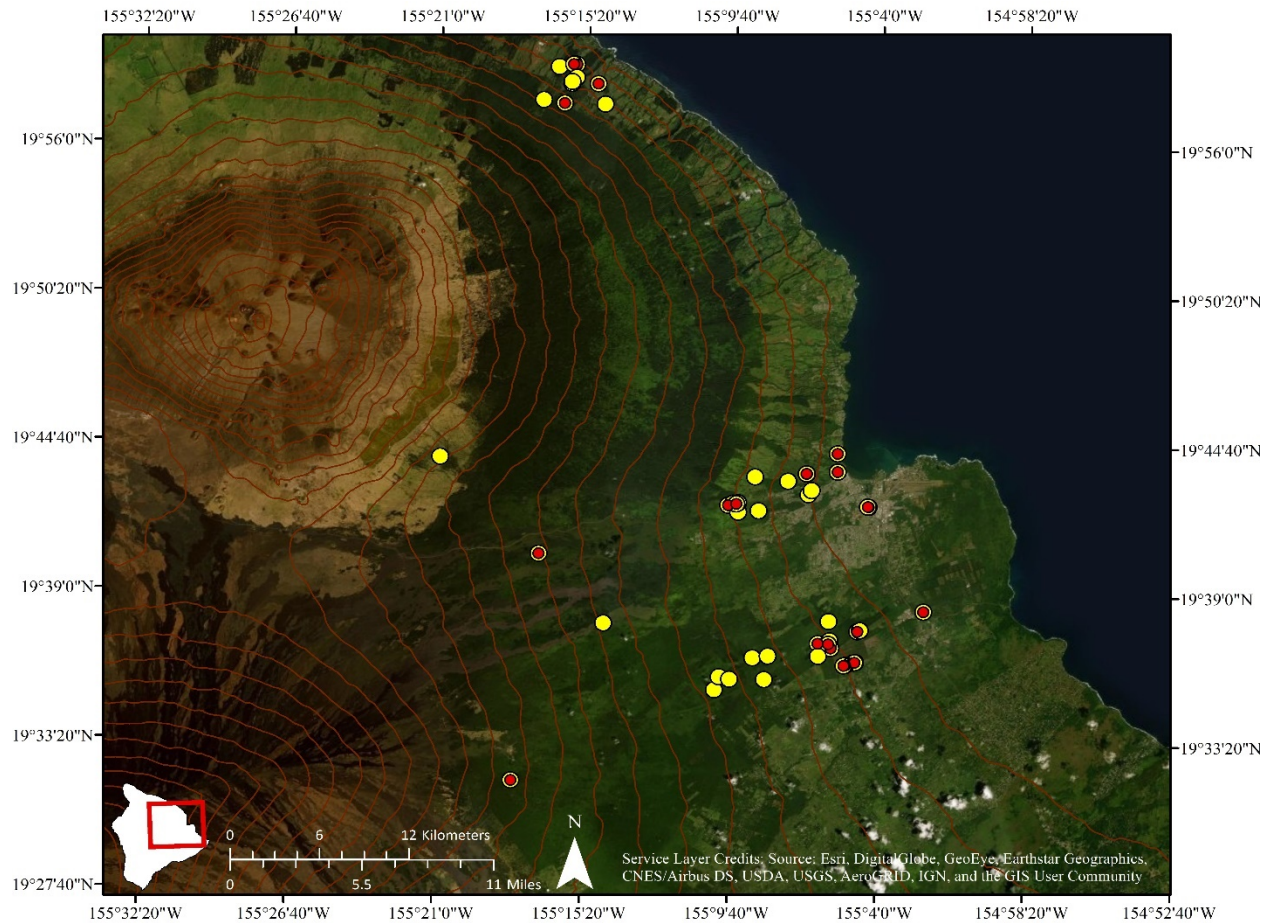 155°32'20"W 155°26'40"W 155°21'0"W 155°15'20"W 155°9'40"W 155°4'0"W 154°58'20"W
19°56'0"N 19°56'0"N
19°50'20"N 19°50'20"N
19°44'40"N 19°44'40"N
19°39'0"N 19°39'0"N
19°33'20"N 19°33'20"N
0 6 12 Kilometers
N
0 5.5 11 Miles
Service Layer Credits: Source: Esri, DigitalGlobe, GeoEye, Earthstar Geographics,
CNES/Airbus DS, USDA, USGS, AeroGRID, IGN, and the GIS User Community
19°27'40"N 19°27'40"N
155°32'20"W 155°26'40"W 155°21'0"W 155°15'20"W 155°9'40"W 155°4'0"W 154°58'20"W 154°52'0"W